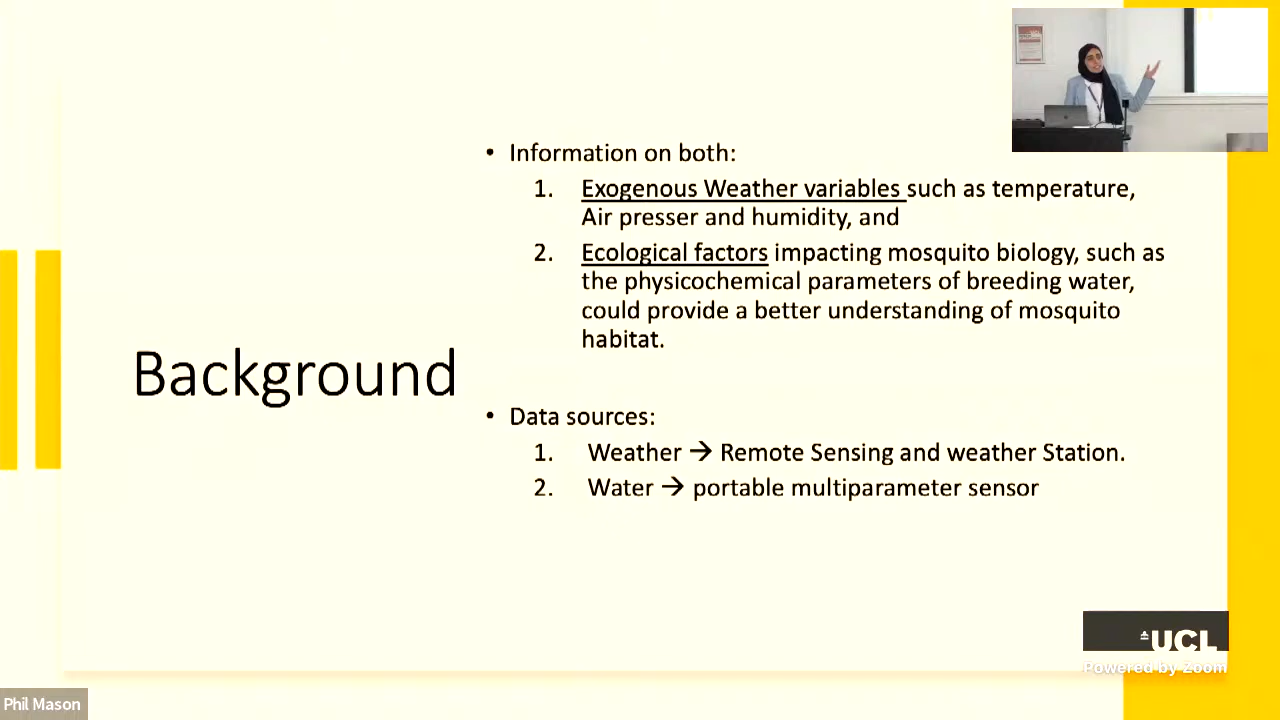 Background
• Information on both:
1. Exogenous Weather variables such as temperature,
Air presser and humidity, and
2. Ecological factors impacting mosquito biology, such as
the physicochemical parameters of breeding water,
could provide a better understanding of mosquito
habitat.
• Data sources:
1. Weather → Remote Sensing and weather Station.
2. Water → portable multiparameter sensor
UCL
UCL
Powered by Zoom
Phil Mason